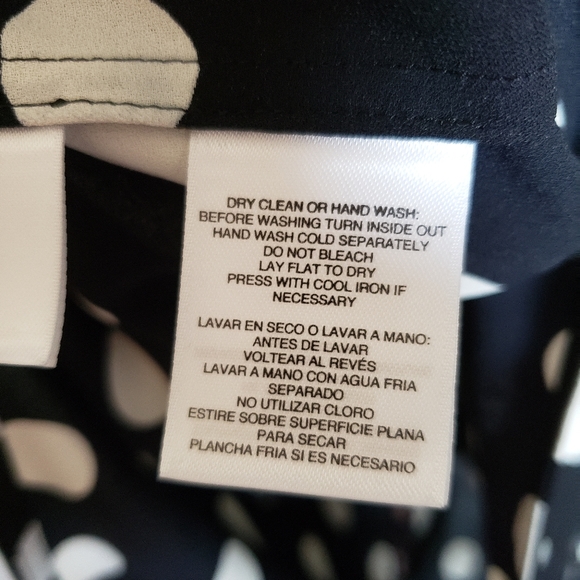 DRY CLEAN OR HAND WASH:
BEFORE WASHING TURN INSIDE OUT
HAND WASH COLD SEPARATELY
DO NOT BLEACH
LAY FLAT TO DRY
PRESS WITH COOL IRON IF
NECESSARY
LAVAR EN SECO O LAVAR A MANO:
ANTES DE LAVAR
VOLTEAR AL REVÉS
LAVAR A MANO CON AGUA FRIA
SEPARADO
NO UTILIZAR CLORO
ESTIRE SOBRE SUPERFICIE PLANA
PARA SECAR
PLANCHA FRIA SI ES NECESARIO